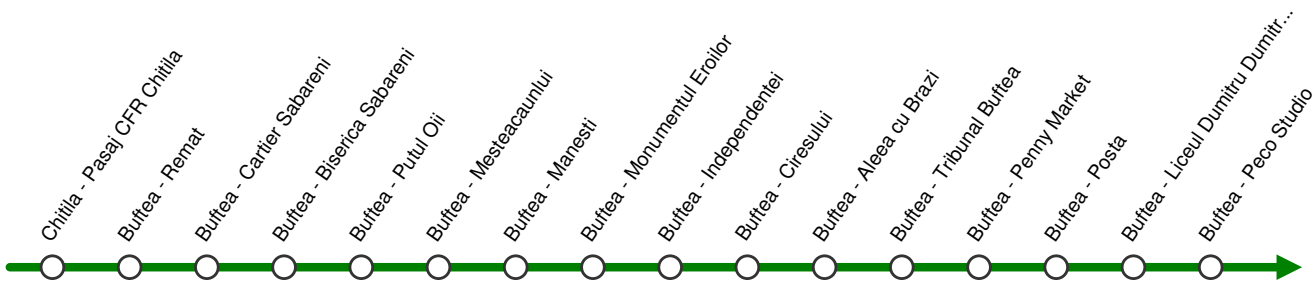 Chitila - Pasaj CFR Chitila
Buftea - Remat
Buftea - Cartier Sabareni
Buftea - Biserica Sabareni
Buftea - Putul Oii
Buftea - Mesteacaunlui
Buftea - Manesti
Buftea - Monumentul Eroilor
Buftea - Independentei
Buftea - Ciresului
Buftea - Aleea cu Brazi
Buftea - Tribunal Buftea
Buftea - Penny Market
Buftea - Posta
Buftea - Liceul Dumitru Dumitr...
Buftea - Peco Studio